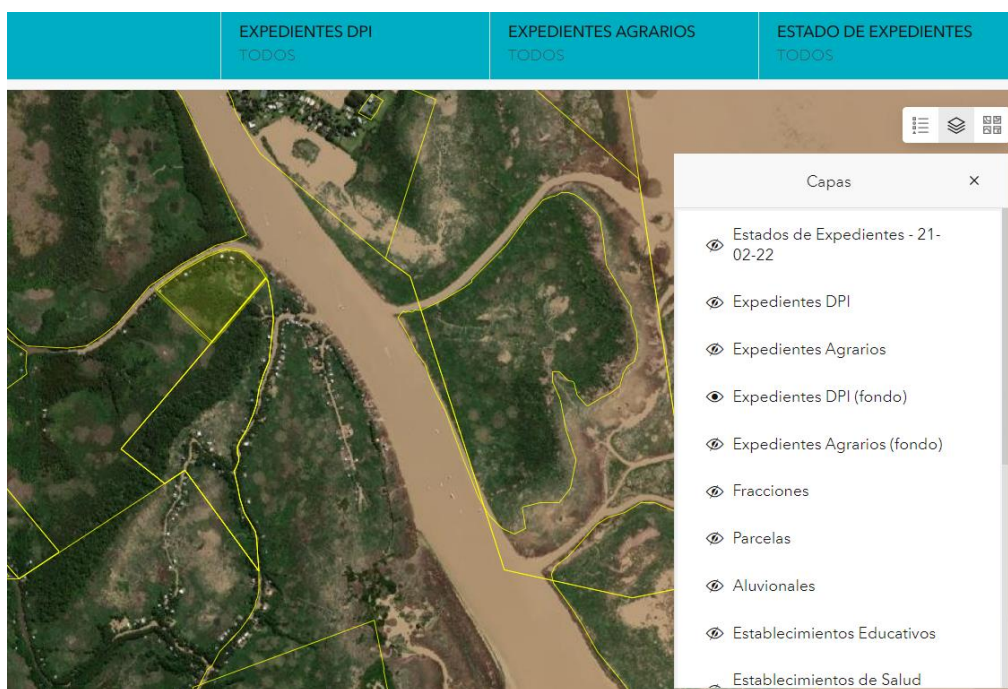 EXPEDIENTES DPI
TODOS
EXPEDIENTES AGRARIOS
TODOS
ESTADO DE EXPEDIENTES
TODOS
Capas
Estados de Expedientes - 21-
02-22
Expedientes DPI
Expedientes Agrarios
Expedientes DPI (fondo)
Expedientes Agrarios (fondo)
Fracciones
Parcelas
Aluvionales
Establecimientos Educativos
Establecimientos de Salud